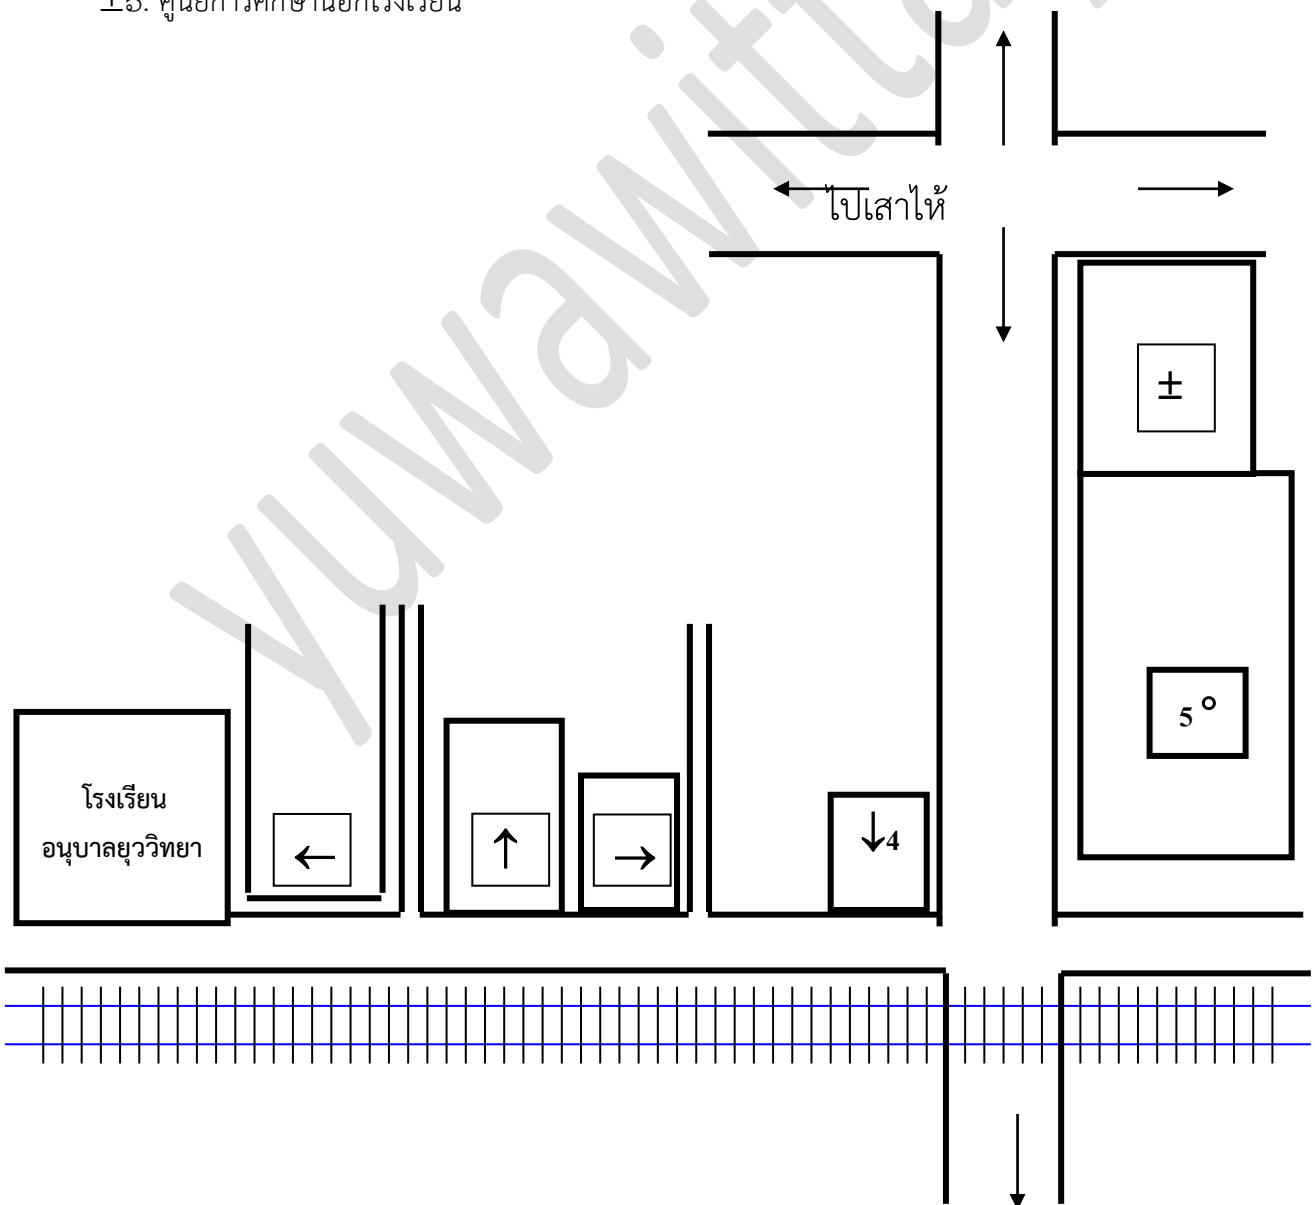 ±๖. ศูนย์การศึกษานอกโรงเรียน
yuwawitta
ไปเสาไห้
±
5 °
โรงเรียน
อนุบาลยุววิทยา
← ↑ → ↓4